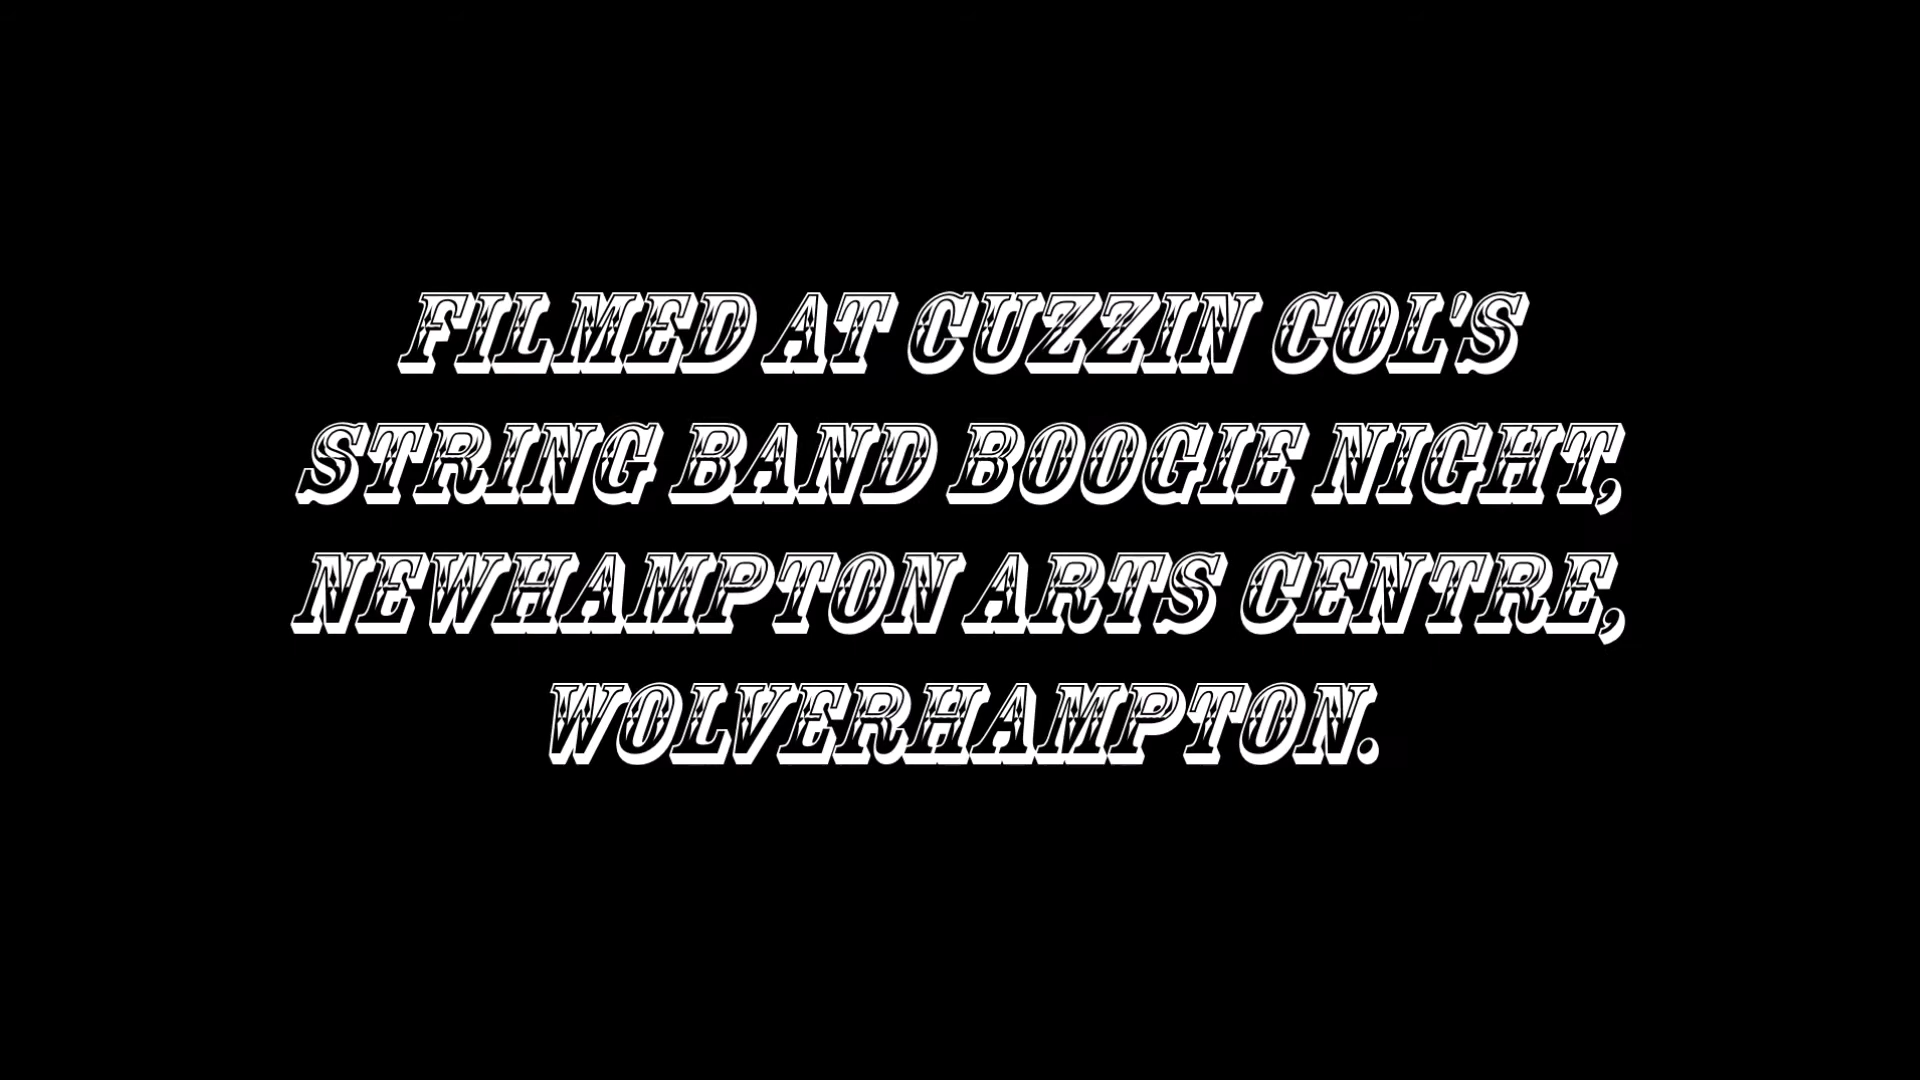 FILMED AT CUZZIN COL'S
STRING BAND BOOGIE NIGHT,
NEWHAMPTON ARTS CENTRE,
WOLVERHAMPTON.